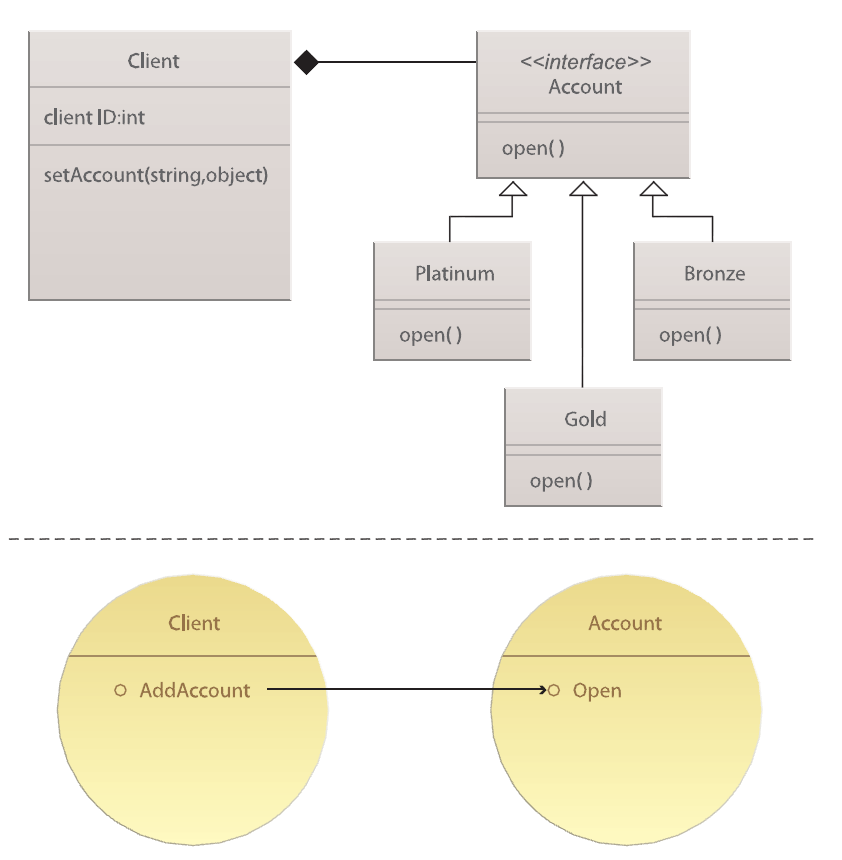 Client
client ID:int
setAccount(string,object)
<<interface>>
Account
open( )
Platinum
open( )
Bronze
open( )
Gold
open( )
Client
AddAccount
Account
Open